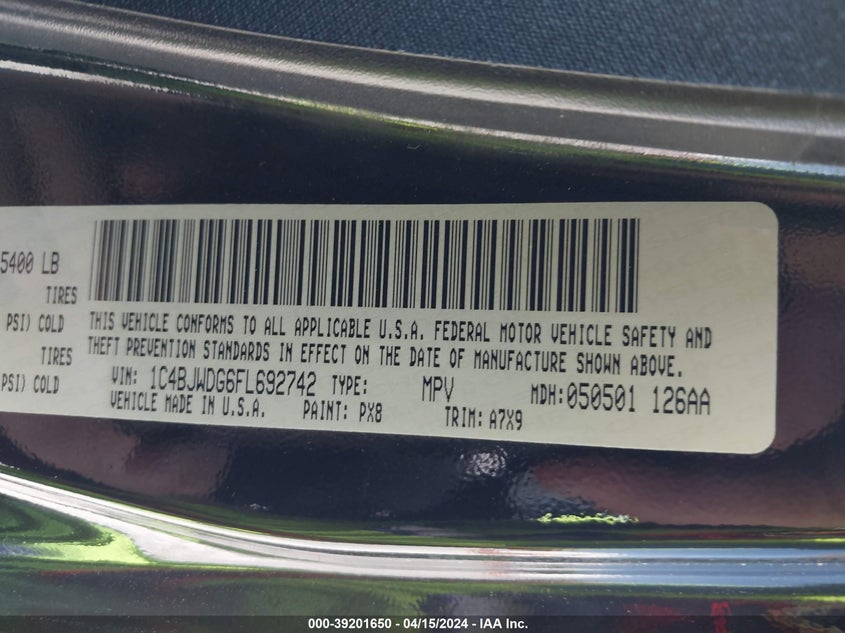 5400 LB
TIRES
PSI) COLD
TIRES
PSI) COLD
THIS VEHICLE CONFORMS TO ALL APPLICABLE U.S.A. FEDERAL MOTOR VEHICLE SAFETY AND
THEFT PREVENTION STANDARDS IN EFFECT ON THE DATE OF MANUFACTURE SHOWN ABOVE.
VIN: 1C4BJWDG6FL692742 TYPE: MPV MDH:050501 126AA
VEHICLE MADE IN U.S.A. PAINT: PX8 TRIM: A7X9
000-39201650 - 04/15/2024 - IAA Inc.